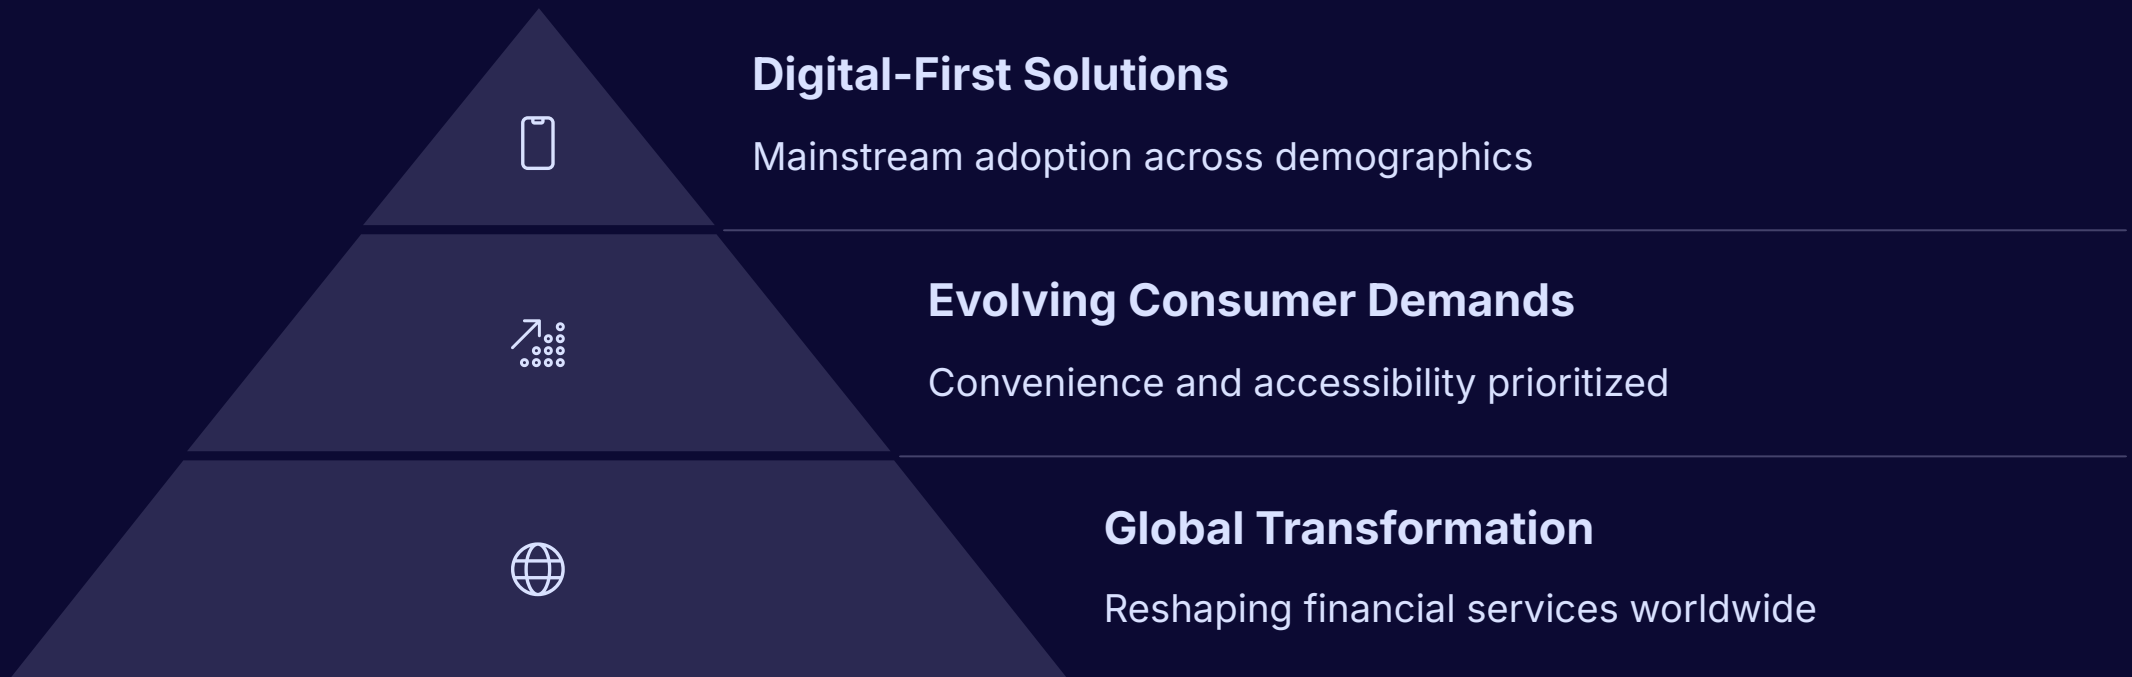 Digital-First Solutions
Mainstream adoption across demographics
Evolving Consumer Demands
Convenience and accessibility prioritized
Global Transformation
Reshaping financial services worldwide